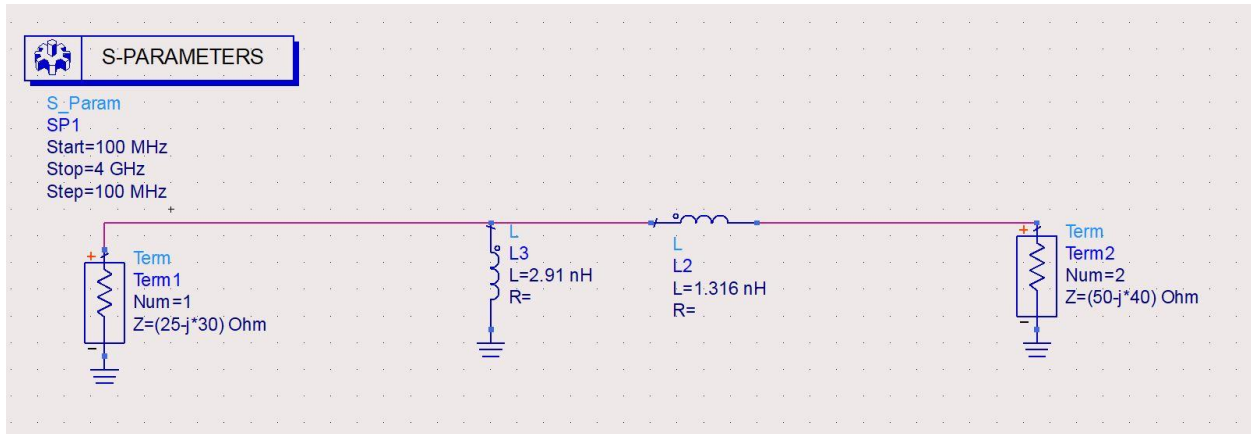 S-PARAMETERS
S_Param
SP1
Start=100 MHz
Stop=4 GHz
Step=100 MHz
+
Term
Term1
Num=1
Z=(25-j*30) Ohm
-
L
L3
L=2.91 nH
R=
L
L2
L=1.316 nH
R=
+
Term
Term2
Num=2
Z=(50-j*40) Ohm
-